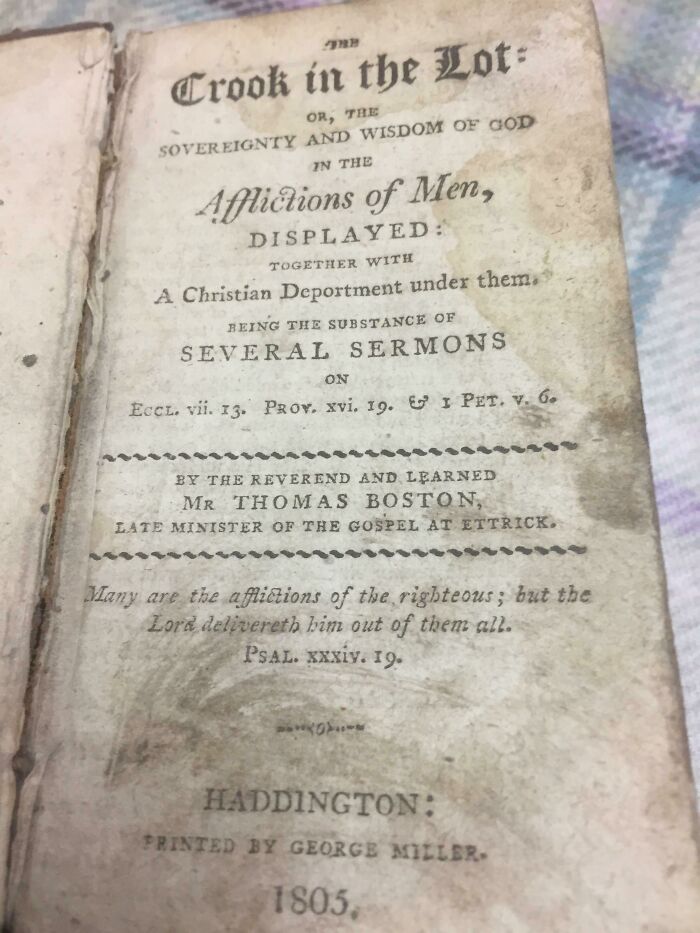 THE
Crook in the Lot:
OR, THE
SOVEREIGNTY AND WISDOM OF GOD
IN THE
Afflictions of Men,
DISPLAYED:
TOGETHER WITH
A Christian Deportment under them.
BEING THE SUBSTANCE OF
SEVERAL SERMONS
ON
ECCL. vii. 13. PROV. xvi. 19. & 1 PET. v. 6.
BY THE REVEREND AND LEARNED
MR THOMAS BOSTON,
LATE MINISTER OF THE GOSPEL AT ETTRICK.
Many are the afflictions of the righteous; but the
Lord delivereth him out of them all.
PSAL. xxxiv. 19.
HADDINGTON:
PRINTED BY GEORGE MILLER.
1805.